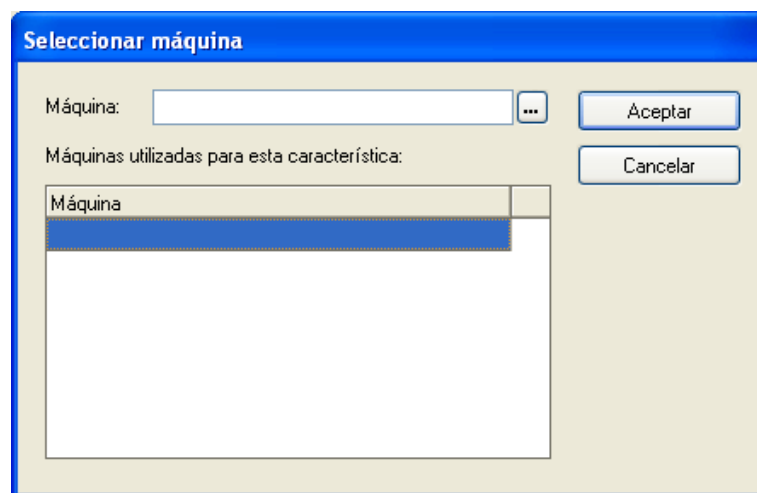 Seleccionar máquina
Máquina:
...
Aceptar
Máquinas utilizadas para esta característica:
Cancelar
Máquina